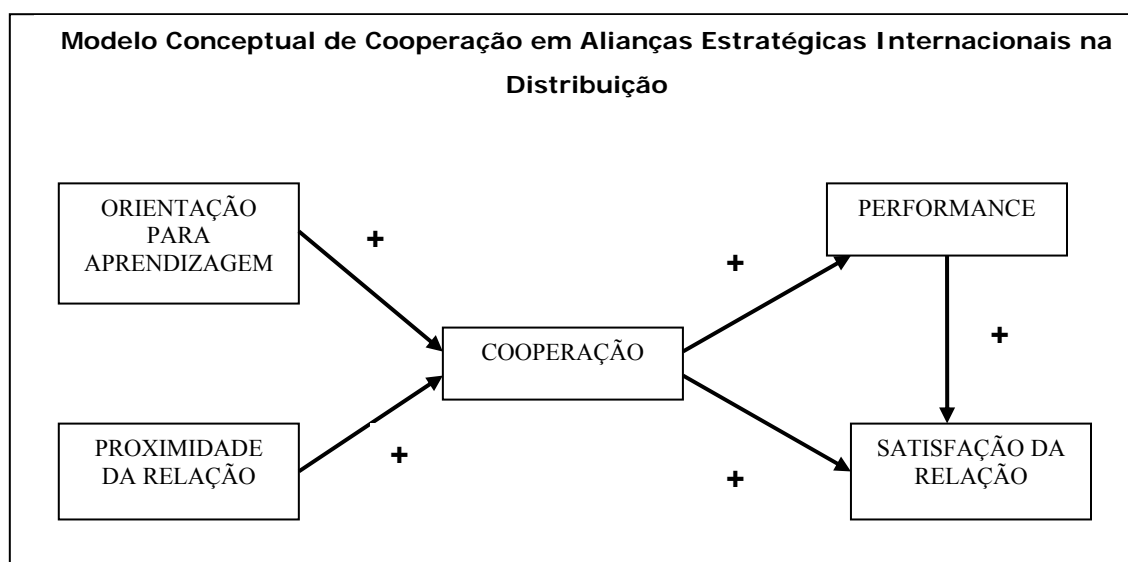 Modelo Conceptual de Cooperação em Alianças Estratégicas Internacionais na
Distribuição
ORIENTAÇÃO
PARA
APRENDIZAGEM
+
PERFORMANCE
+
COOPERAÇÃO
+
PROXIMIDADE
DA RELAÇÃO
+
SATISFAÇÃO DA
RELAÇÃO
+